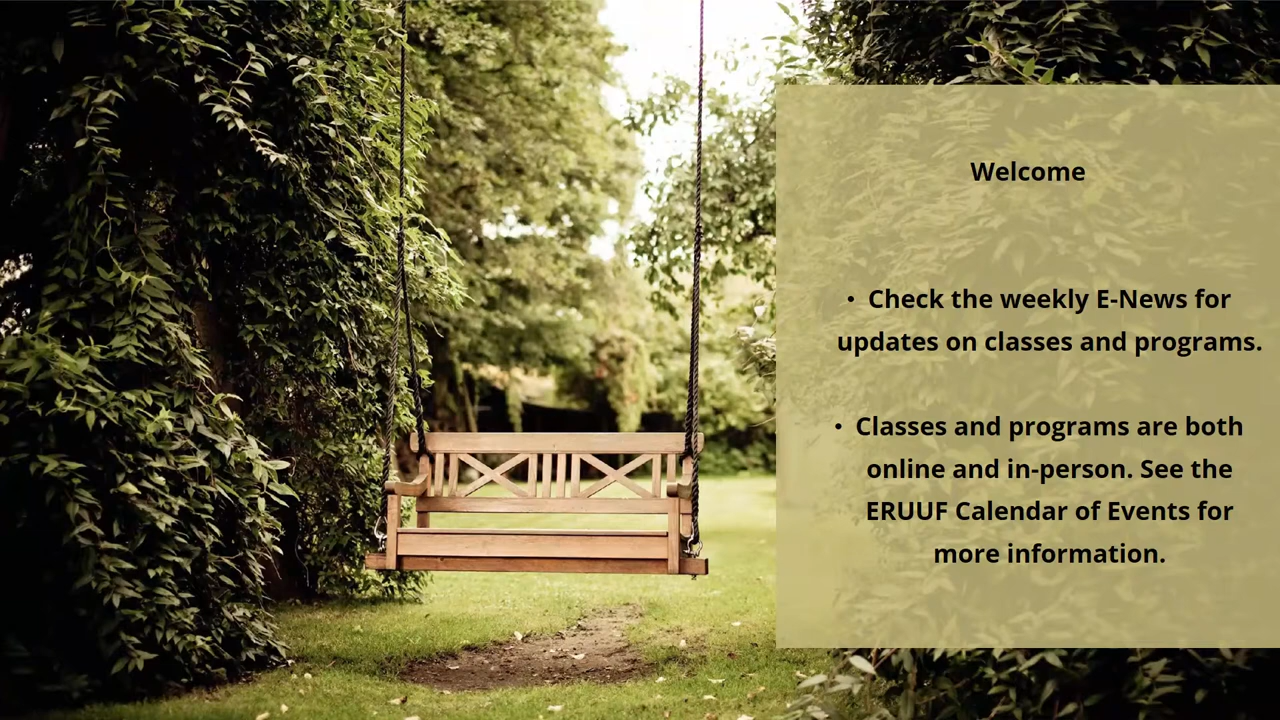 Welcome
• Check the weekly E-News for
updates on classes and programs.
• Classes and programs are both
online and in-person. See the
ERUUF Calendar of Events for
more information.